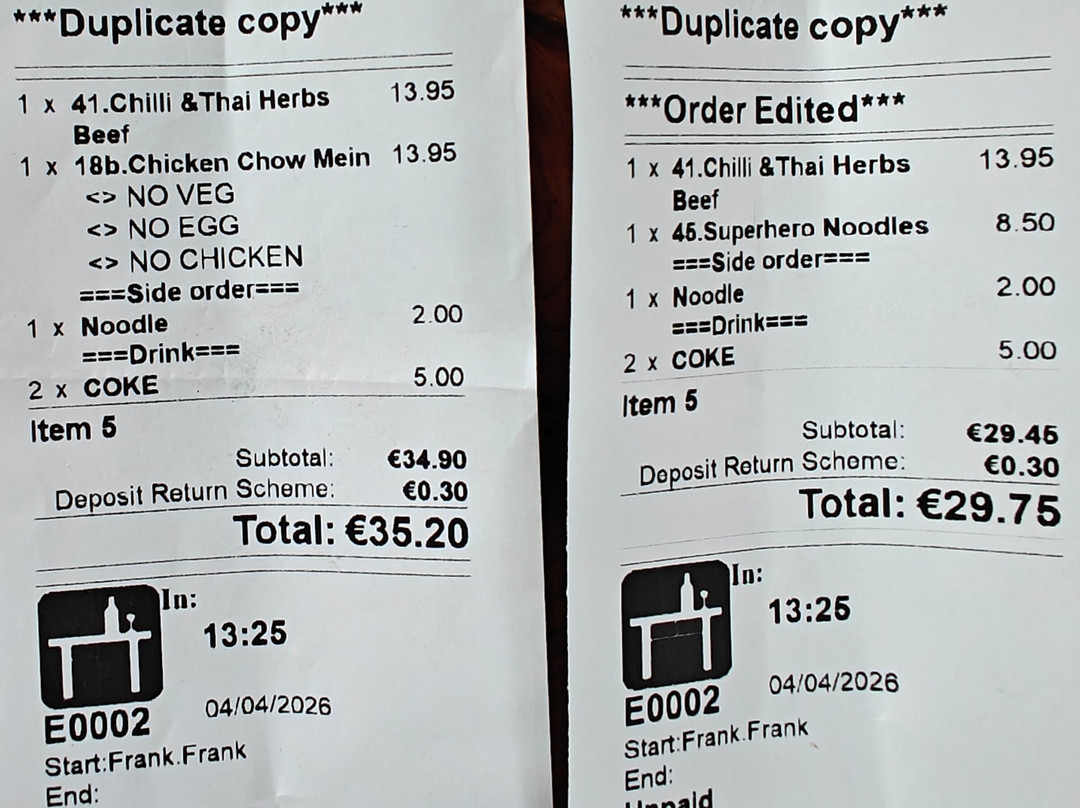 ***Duplicate copy***
1 x 41.Chilli &Thai Herbs 13.95
Beef
1 x 18b.Chicken Chow Mein 13.95
<> NO VEG
<> NO EGG
<> NO CHICKEN
===Side order===
1 x Noodle 2.00
===Drink===
2 x COKE 5.00
Item 5
Subtotal: €34.90
Deposit Return Scheme: €0.30
Total: €35.20
In:
13:25
04/04/2026
E0002
Start:Frank.Frank
End:
***Duplicate copy***
***Order Edited***
1 x 41.Chilli &Thai Herbs 13.95
Beef
1 x 45.Superhero Noodles 8.50
===Side order===
1 x Noodle 2.00
===Drink===
2 x COKE 5.00
Item 5
Subtotal: €29.45
Deposit Return Scheme: €0.30
Total: €29.75
In:
13:25
04/04/2026
E0002
Start:Frank.Frank
End:
Unpaid